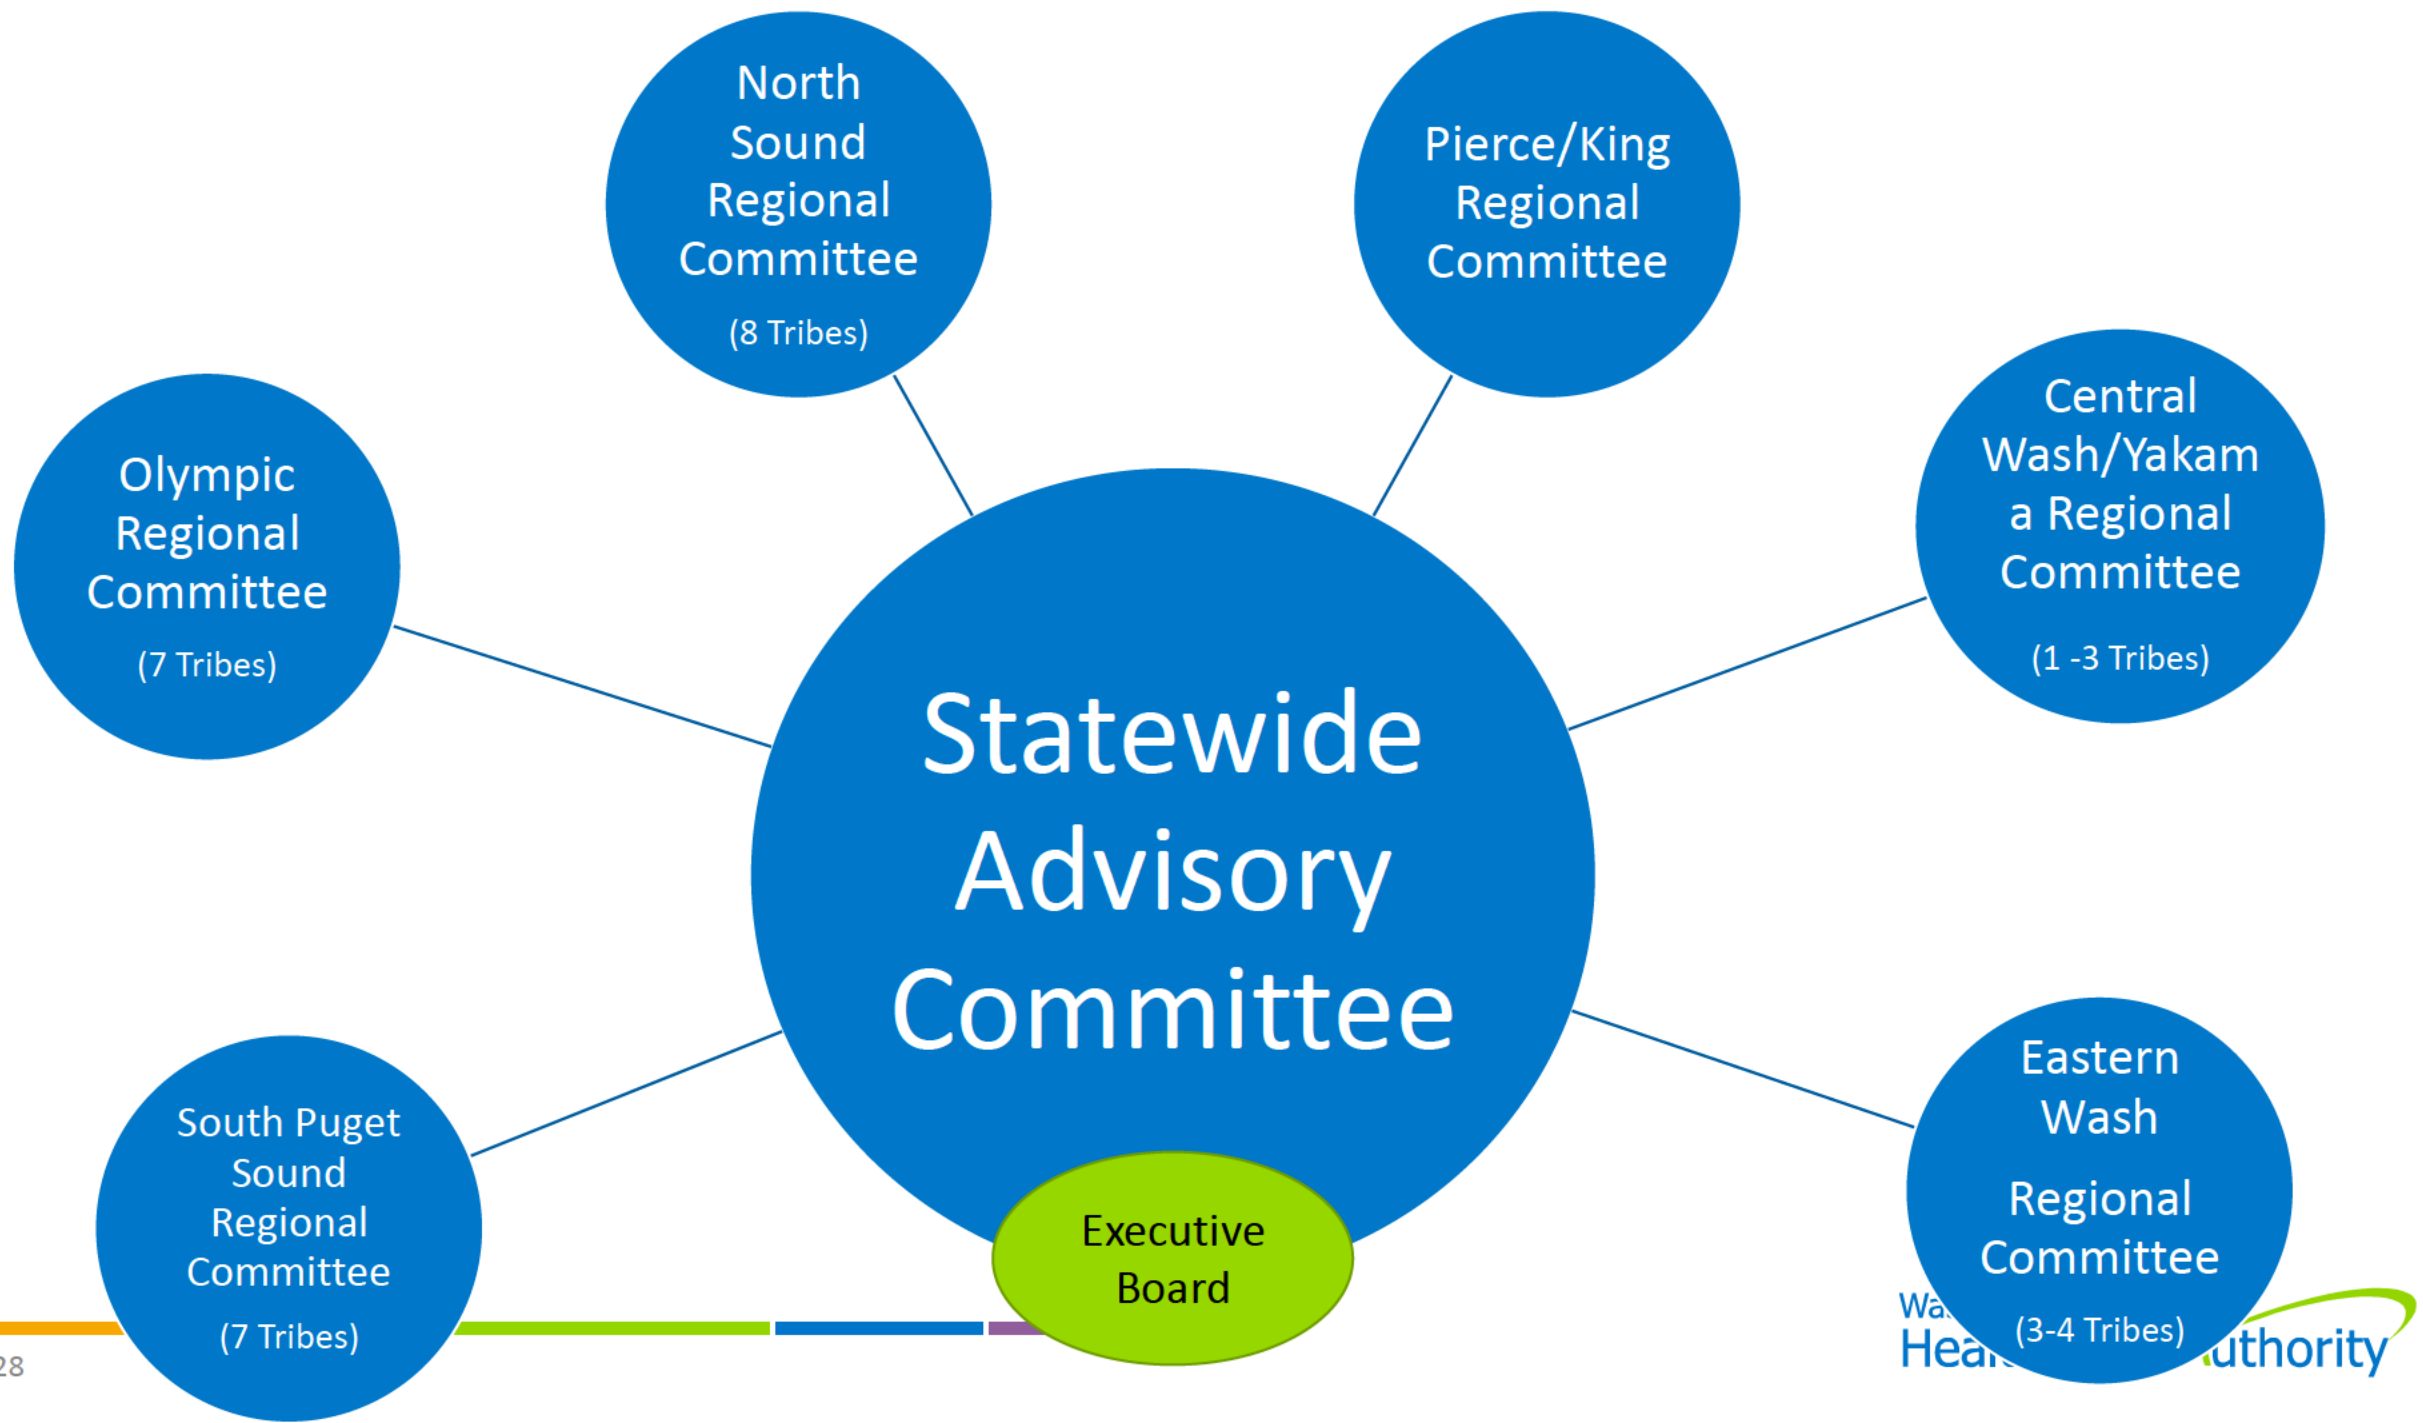 North
Sound
Regional
Committee
(8 Tribes)
Pierce/King
Regional
Committee
Central
Wash/Yakam
a Regional
Committee
(1 -3 Tribes)
Olympic
Regional
Committee
(7 Tribes)
Statewide
Advisory
Committee
Executive
Board
South Puget
Sound
Regional
Committee
(7 Tribes)
Eastern
Wash
Regional
Committee
(3-4 Tribes)
28